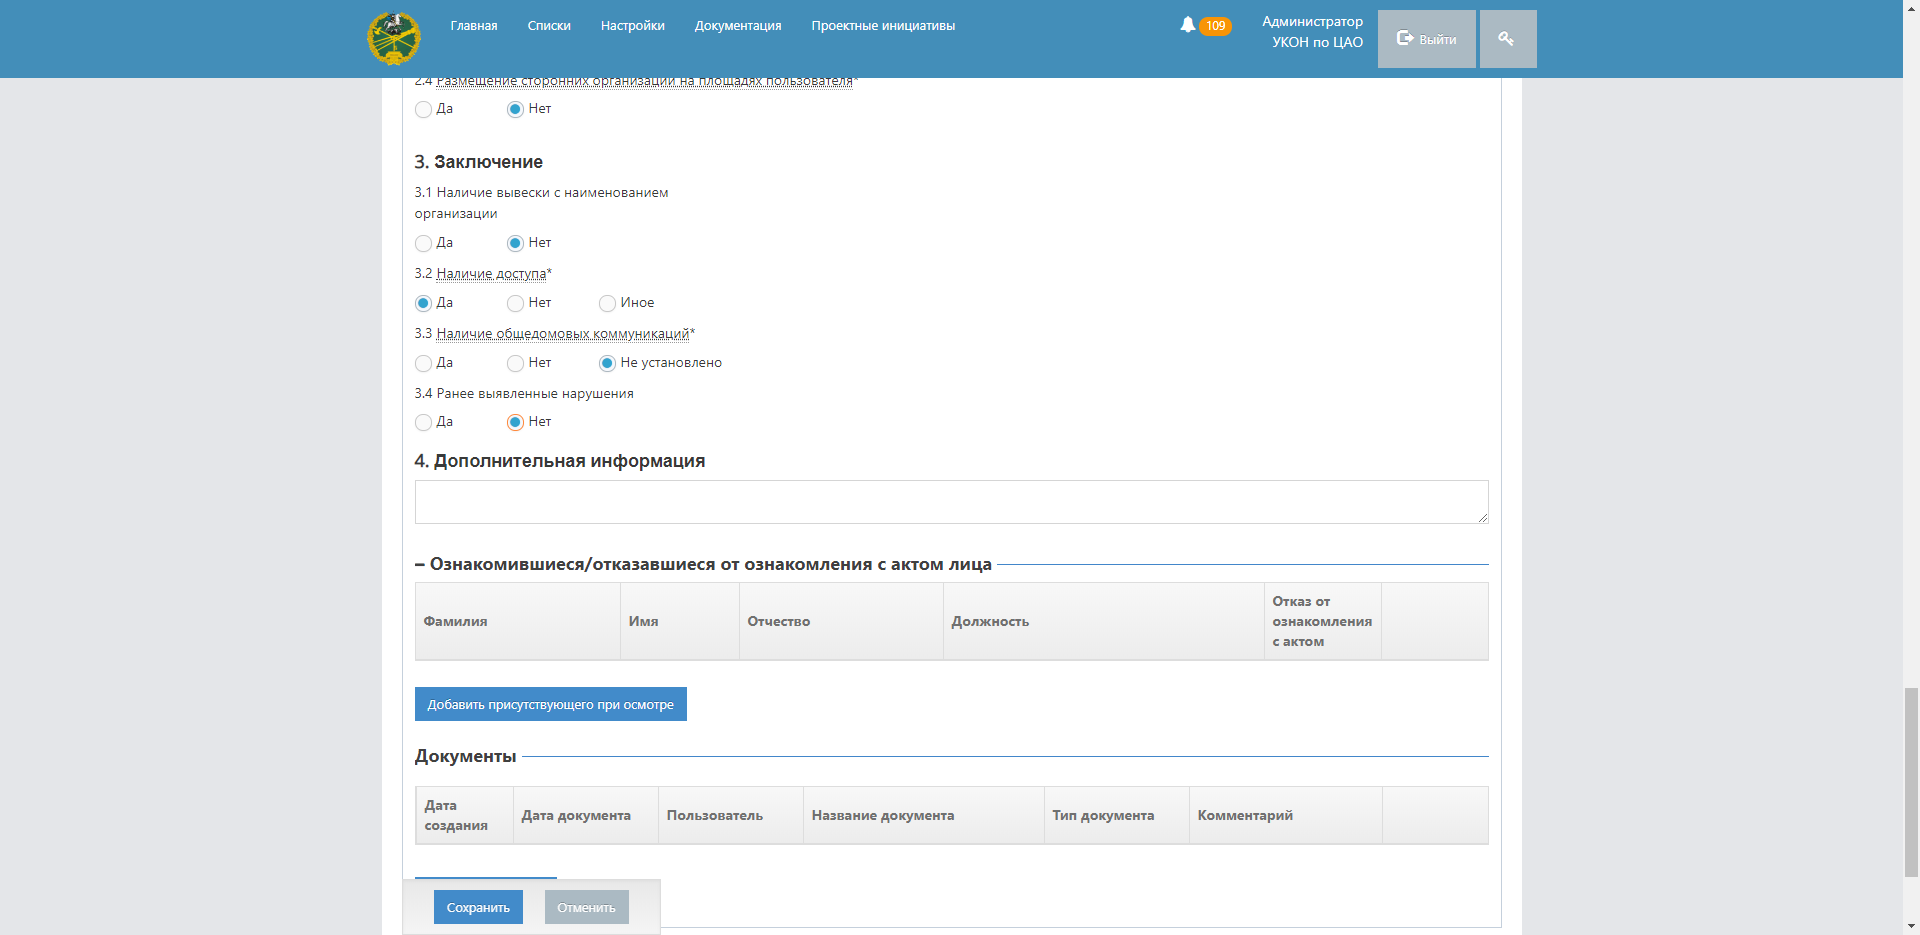 Главная Списки Настройки Документация Проектные инициативы 109 Администратор УКОН по ЦАО Выйти
2.4 Размещение сторонних организаций на площадях пользователя*
Да Нет
3. Заключение
3.1 Наличие вывески с наименованием
организации
Да Нет
3.2 Наличие доступа*
Да Нет Иное
3.3 Наличие общедомовых коммуникаций*
Да Нет Не установлено
3.4 Ранее выявленные нарушения
Да Нет
4. Дополнительная информация
– Ознакомившиеся/отказавшиеся от ознакомления с актом лица
Фамилия Имя Отчество Должность Отказ от ознакомления с актом
Добавить присутствующего при осмотре
Документы
Дата создания Дата документа Пользователь Название документа Тип документа Комментарий
Сохранить Отменить